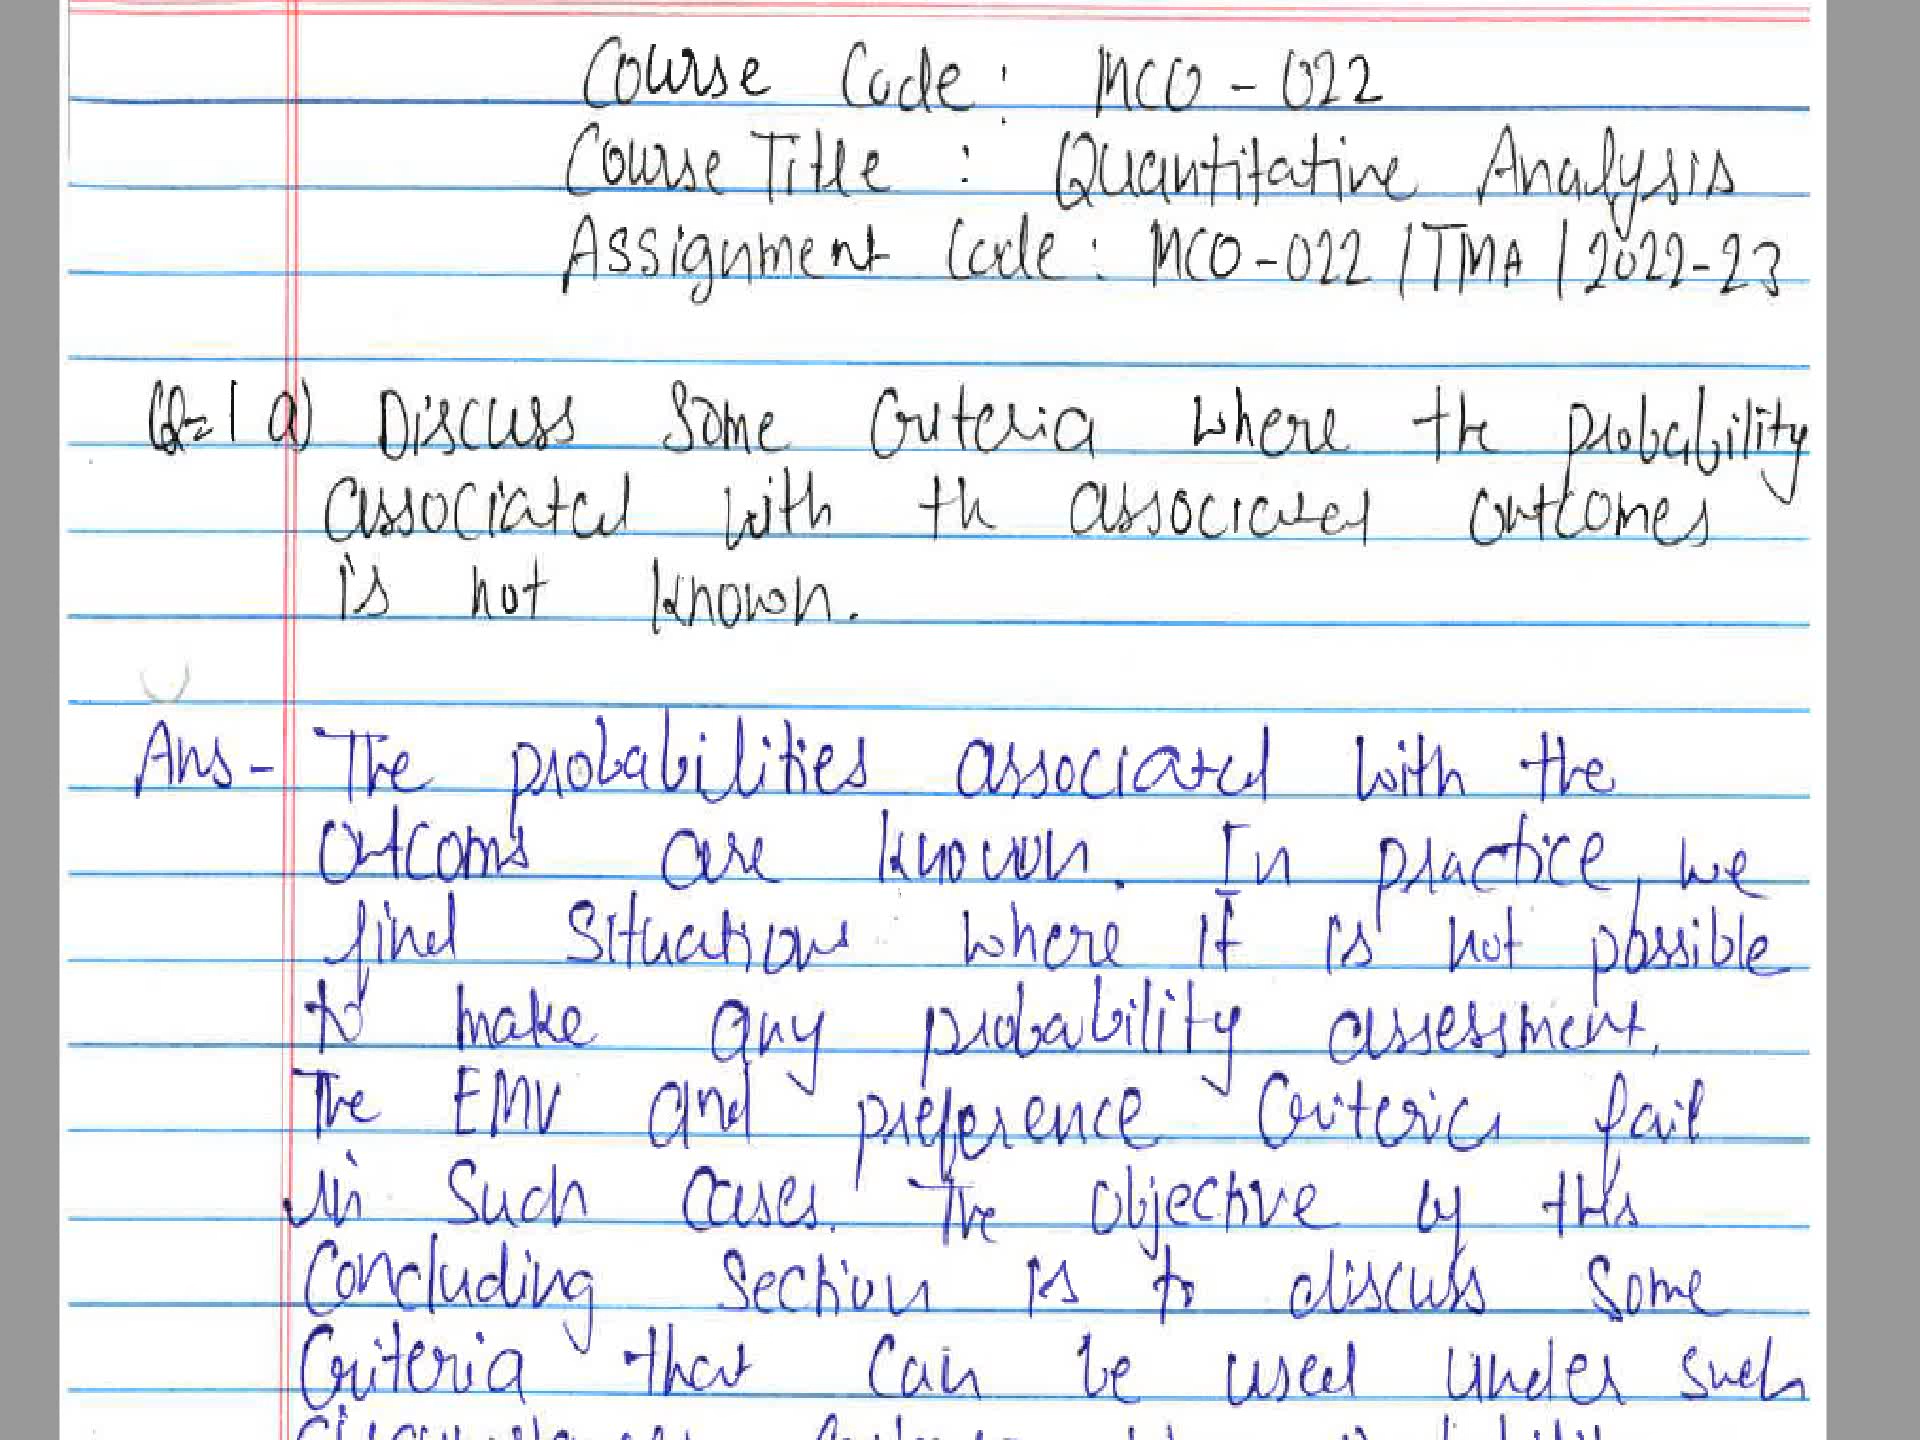 Course Code : MCO - 022
Course Title : Quantitative Analysis
Assignment Code : MCO-022 / TMA / 2022-23
Q=1 a) Discuss some Criteria where the probability
associated with the associated outcomes
is not known.
Ans - The probabilities associated with the
outcoms are known. In practice, we
find situations where it is not possible
to make any probability assessment.
The EMV and preference Criteria fail
in such cases. The objective of this
Concluding section is to discuss some
Criteria that can be used under such